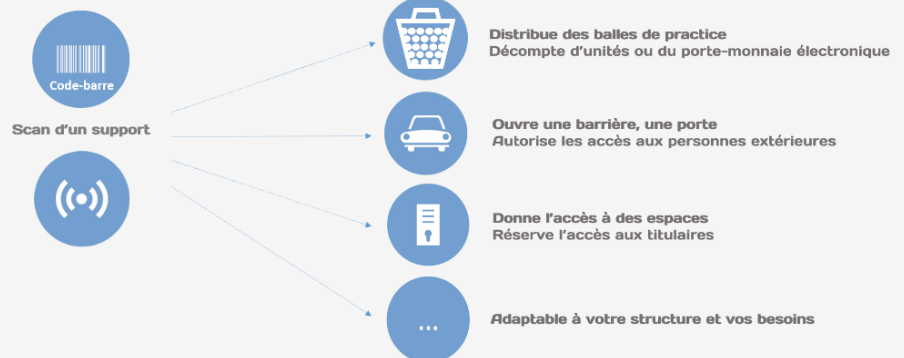 Code-barre
Scan d'un support
Distribue des balles de practice
Décompte d'unités ou du porte-monnaie électronique
Ouvre une barrière, une porte
Autorise les accès aux personnes extérieures
Donne l'accès à des espaces
Réserve l'accès aux titulaires
...
Adaptable à votre structure et vos besoins